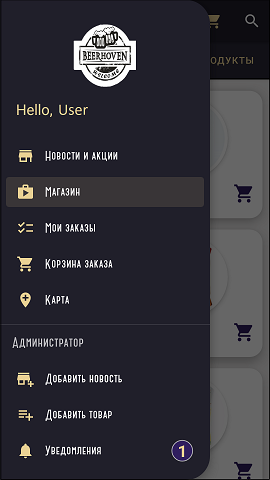 BEERHOVEN
welcome
ОДУКТЫ
Hello, User
Новости и акции
Магазин
Мои заказы
Корзина заказа
Карта
Администратор
Добавить новость
Добавить товар
Уведомления
1